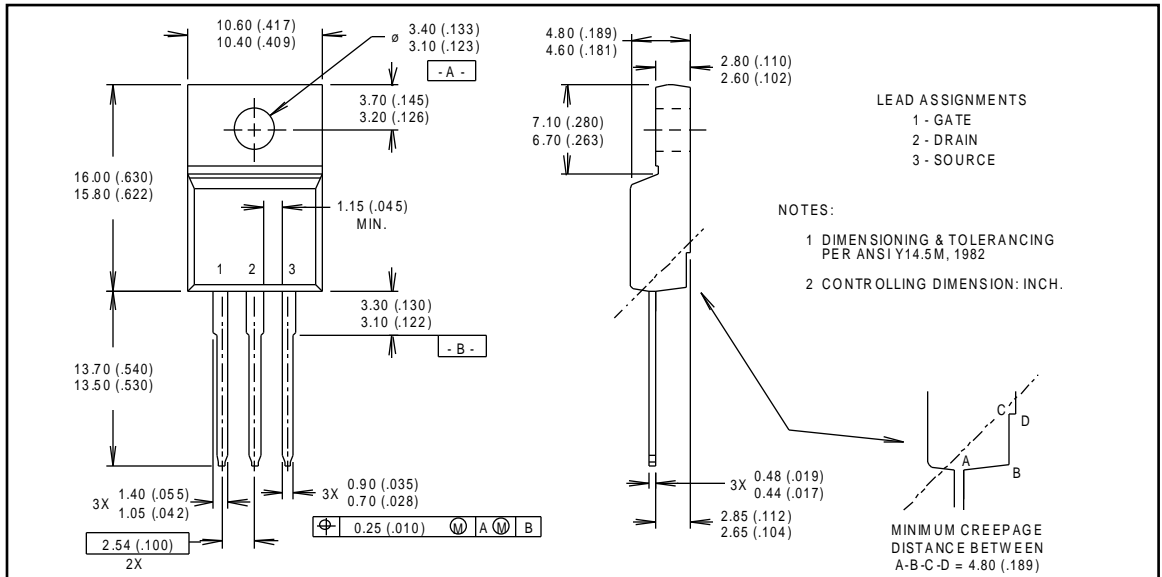 10.60 (.417)
10.40 (.409)
ø 3.40 (.133)
3.10 (.123)
- A -
3.70 (.145)
3.20 (.126)
16.00 (.630)
15.80 (.622)
1.15 (.045)
MIN.
1 2 3
3.30 (.130)
3.10 (.122)
- B -
13.70 (.540)
13.50 (.530)
3X 1.40 (.055)
1.05 (.042)
3X 0.90 (.035)
0.70 (.028)
0.25 (.010) M A M B
2.54 (.100)
2X
4.80 (.189)
4.60 (.181)
2.80 (.110)
2.60 (.102)
7.10 (.280)
6.70 (.263)
3X 0.48 (.019)
0.44 (.017)
2.85 (.112)
2.65 (.104)
LEAD ASSIGNMENTS
1 - GATE
2 - DRAIN
3 - SOURCE
NOTES:
1 DIMENSIONING & TOLERANCING
PER ANSI Y14.5M, 1982
2 CONTROLLING DIMENSION: INCH.
C
D
A
B
MINIMUM CREEPAGE
DISTANCE BETWEEN
A-B-C-D = 4.80 (.189)